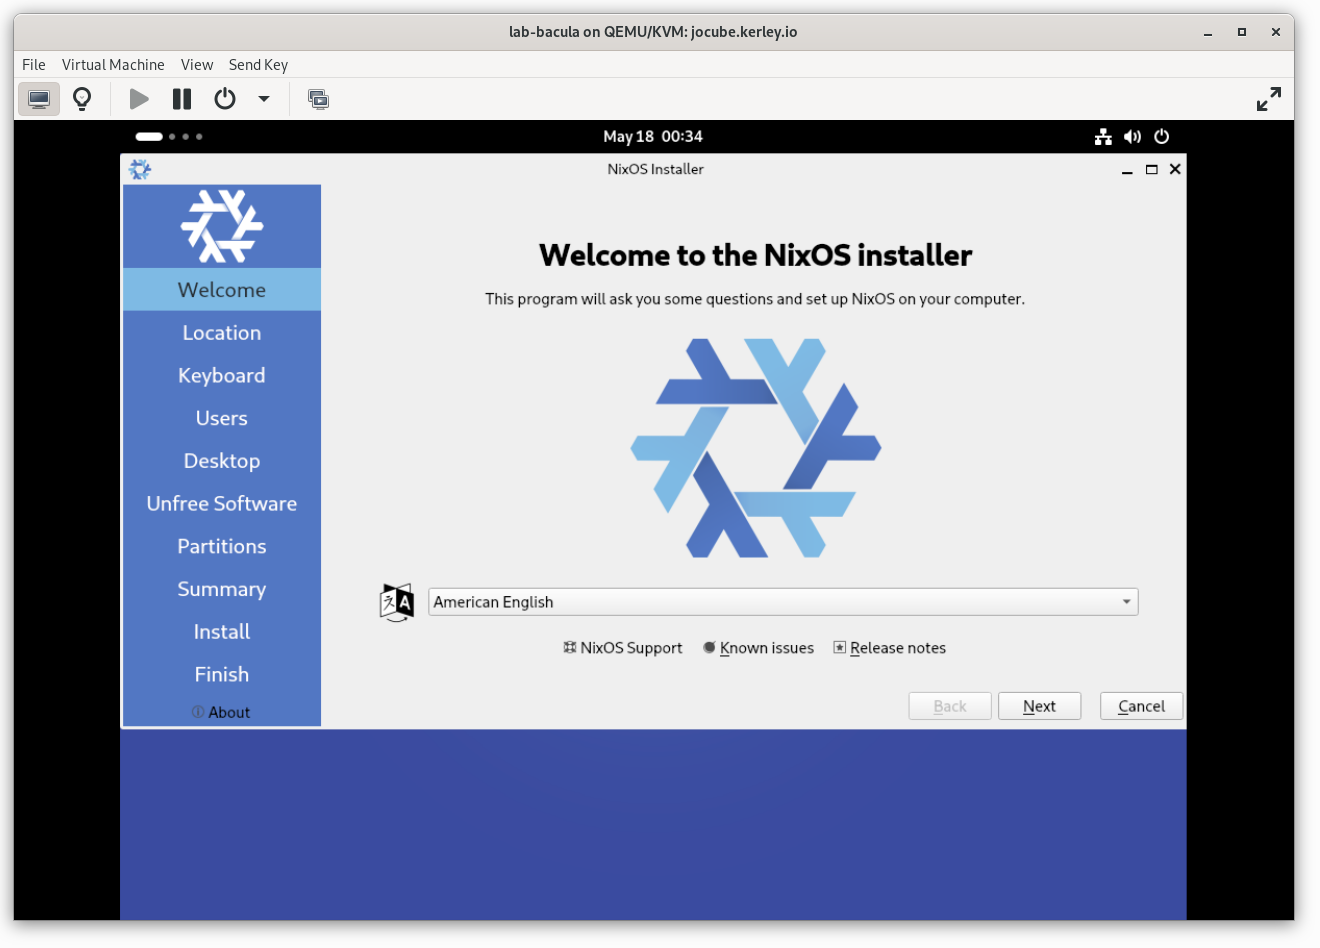 lab-bacula on QEMU/KVM: jocube.kerley.io
File Virtual Machine View Send Key
May 18 00:34
NixOS Installer
Welcome
Location
Keyboard
Users
Desktop
Unfree Software
Partitions
Summary
Install
Finish
About
Welcome to the NixOS installer
This program will ask you some questions and set up NixOS on your computer.
American English
NixOS Support Known issues Release notes
Back Next Cancel